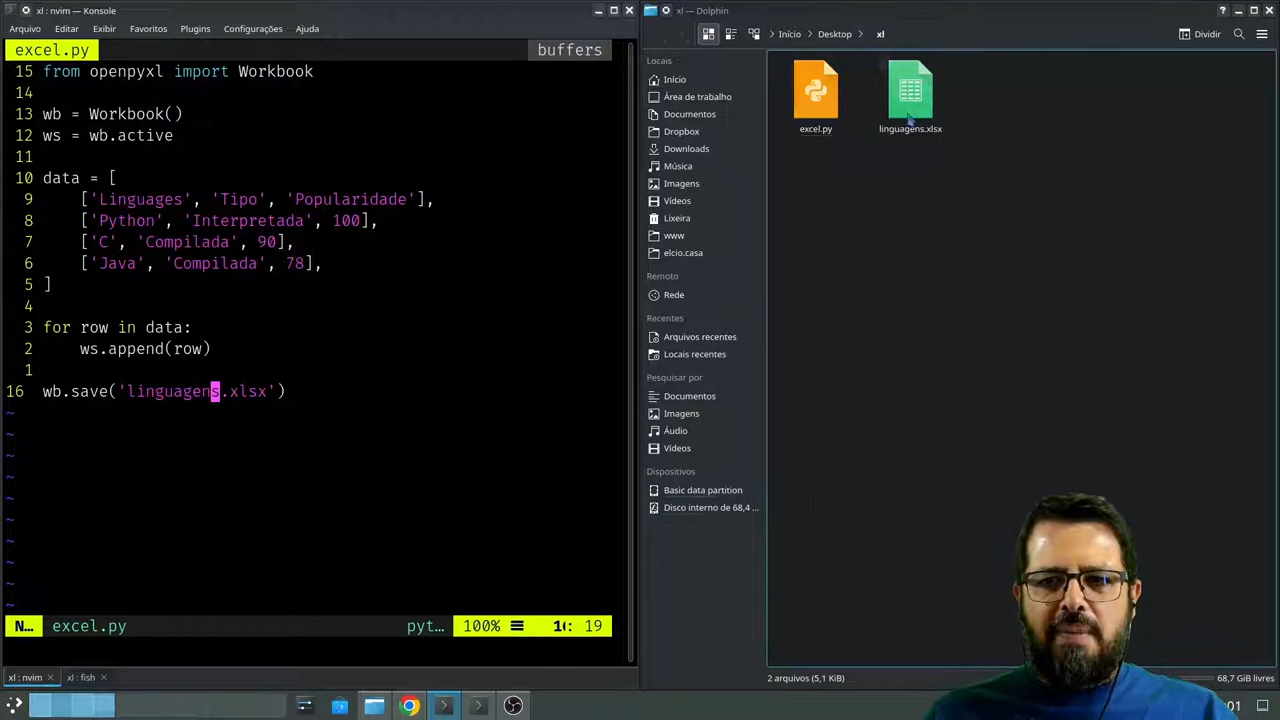 xl : nvim — Konsole
Arquivo Editar Exibir Favoritos Plugins Configurações Ajuda
excel.py buffers
15 from openpyxl import Workbook
14
13 wb = Workbook()
12 ws = wb.active
11
10 data = [
9 ['Linguages', 'Tipo', 'Popularidade'],
8 ['Python', 'Interpretada', 100],
7 ['C', 'Compilada', 90],
6 ['Java', 'Compilada', 78],
5 ]
4
3 for row in data:
2 ws.append(row)
1
16 wb.save('linguagens.xlsx')
~
~
~
~
~
~
~
~
~
~
N... excel.py pyt... 100% 16: 19
xl : nvim xl : fish
xl — Dolphin
Início Desktop xl Dividir
Locais
Início
Área de trabalho
Documentos
Dropbox
Downloads
Música
Imagens
Vídeos
Lixeira
www
elcio.casa
Remoto
Rede
Recentes
Arquivos recentes
Locais recentes
Pesquisar por
Documentos
Imagens
Áudio
Vídeos
Dispositivos
Basic data partition
Disco interno de 68,4 ...
excel.py linguagens.xlsx
2 arquivos (5,1 KiB) 68,7 GiB livres